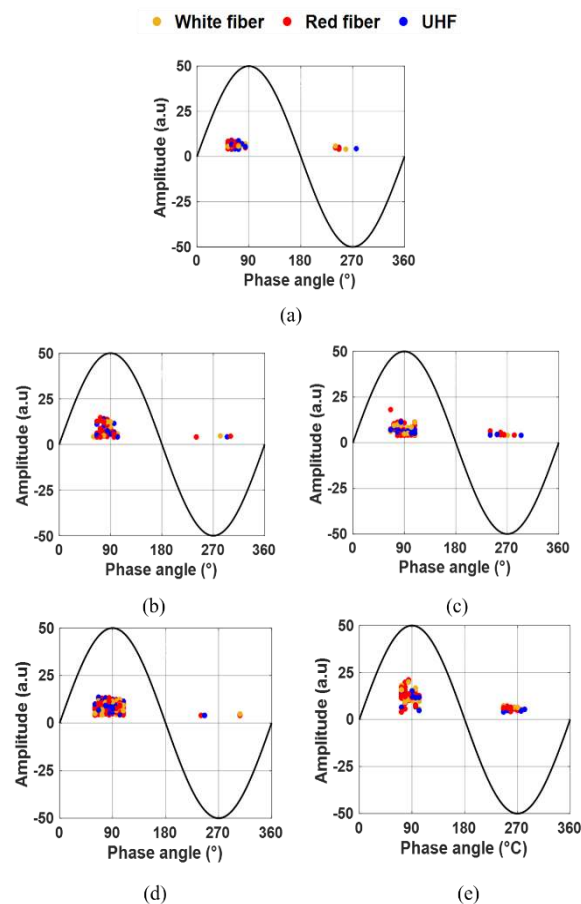 White fiber Red fiber UHF
50
25
0
-25
-50
Amplitude (a.u)
0 90 180 270 360
Phase angle (°)
(a)
50
25
0
-25
-50
Amplitude (a.u)
0 90 180 270 360
Phase angle (°)
(b)
50
25
0
-25
-50
Amplitude (a.u)
0 90 180 270 360
Phase angle (°)
(c)
50
25
0
-25
-50
Amplitude (a.u)
0 90 180 270 360
Phase angle (°)
(d)
50
25
0
-25
-50
Amplitude (a.u)
0 90 180 270 360
Phase angle (°C)
(e)